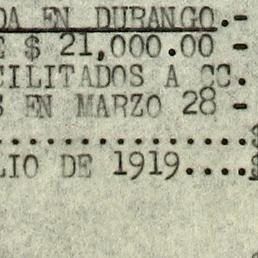 DA EN DURANGO.-
E $ 21,000.00 -
CILITADOS A CC.
S EN MARZO 28 -
...............
LIO DE 1919....